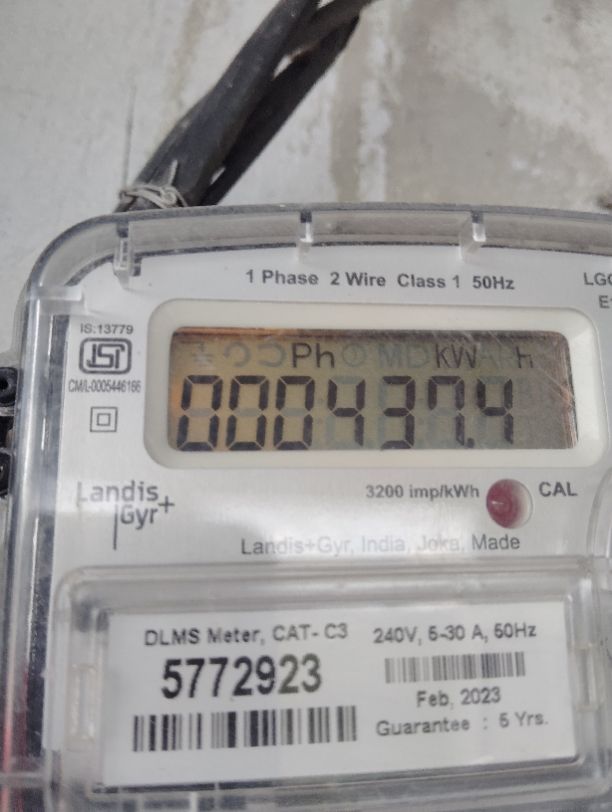 1 Phase 2 Wire Class 1 50Hz
LG
IS:13779
ISI
CM/L-0005446166
Ph kWh
000437.4
3200 imp/kWh CAL
Landis
Gyr+
Landis+Gyr, India, Joka, Made
DLMS Meter, CAT- C3
240V, 5-30 A, 50Hz
5772923
Feb, 2023
Guarantee : 5 Yrs.